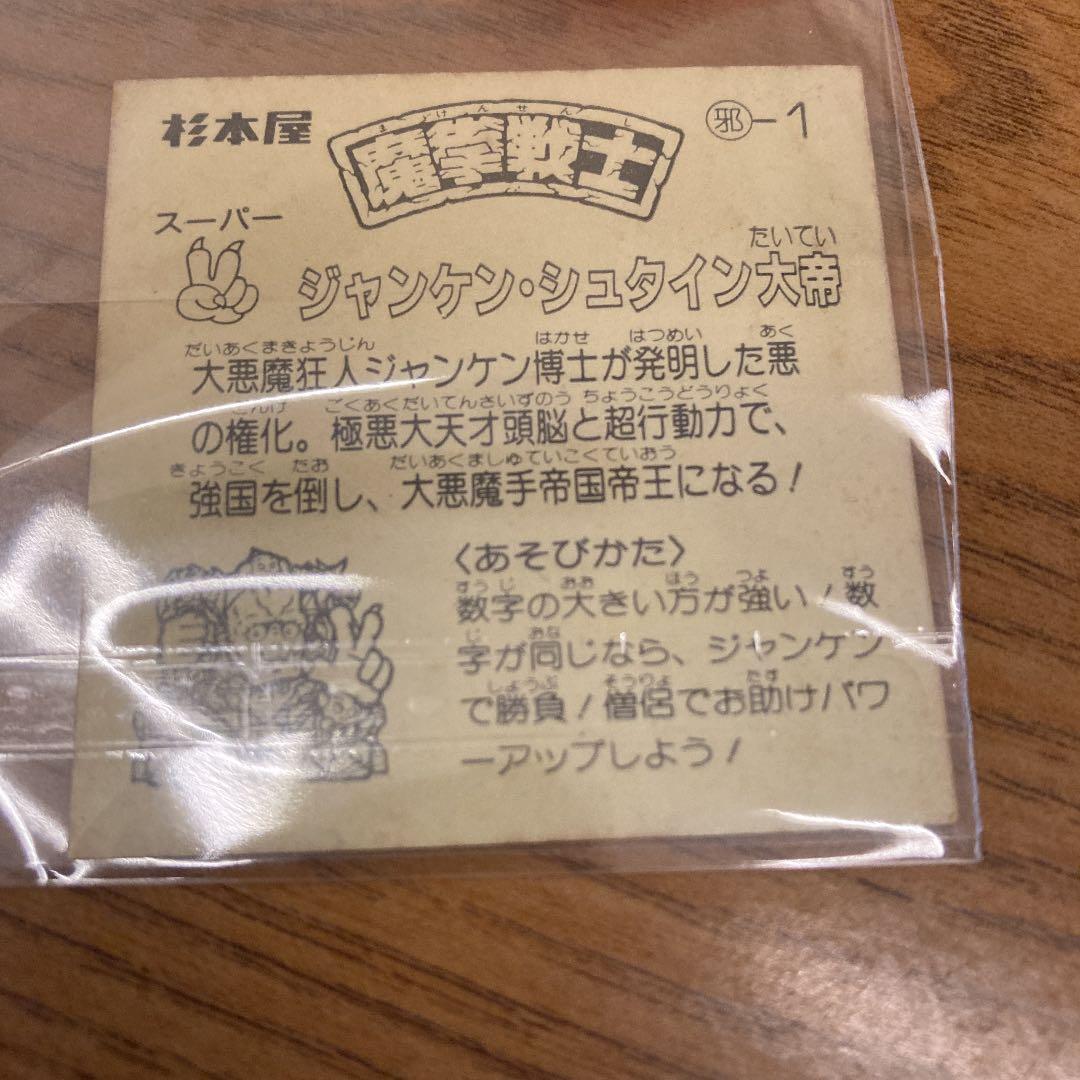 杉本屋
まけんせんし
魔拳戦士
邪-1
スーパー
たいてい
ジャンケン・シュタイン大帝
だいあくまきょうじん はかせ はつめい あく
大悪魔狂人ジャンケン博士が発明した悪
ごんげ ごくあくだいてんさいずのう ちょうこうどうりょく
の権化。極悪大天才頭脳と超行動力で、
きょうこく たお だいあくましゅていこくていおう
強国を倒し、大悪魔手帝国帝王になる!
〈あそびかた〉
すうじ おお ほう つよ すう
数字の大きい方が強い!数
じ おな
字が同じなら、ジャンケン
しょうぶ そうりょ たす
で勝負!僧侶でお助けパワ
ーアップしよう!